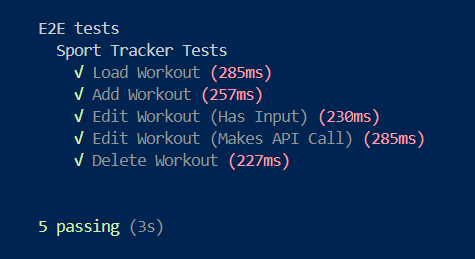 E2E tests
Sport Tracker Tests
√ Load Workout (285ms)
√ Add Workout (257ms)
√ Edit Workout (Has Input) (230ms)
√ Edit Workout (Makes API Call) (285ms)
√ Delete Workout (227ms)
5 passing (3s)